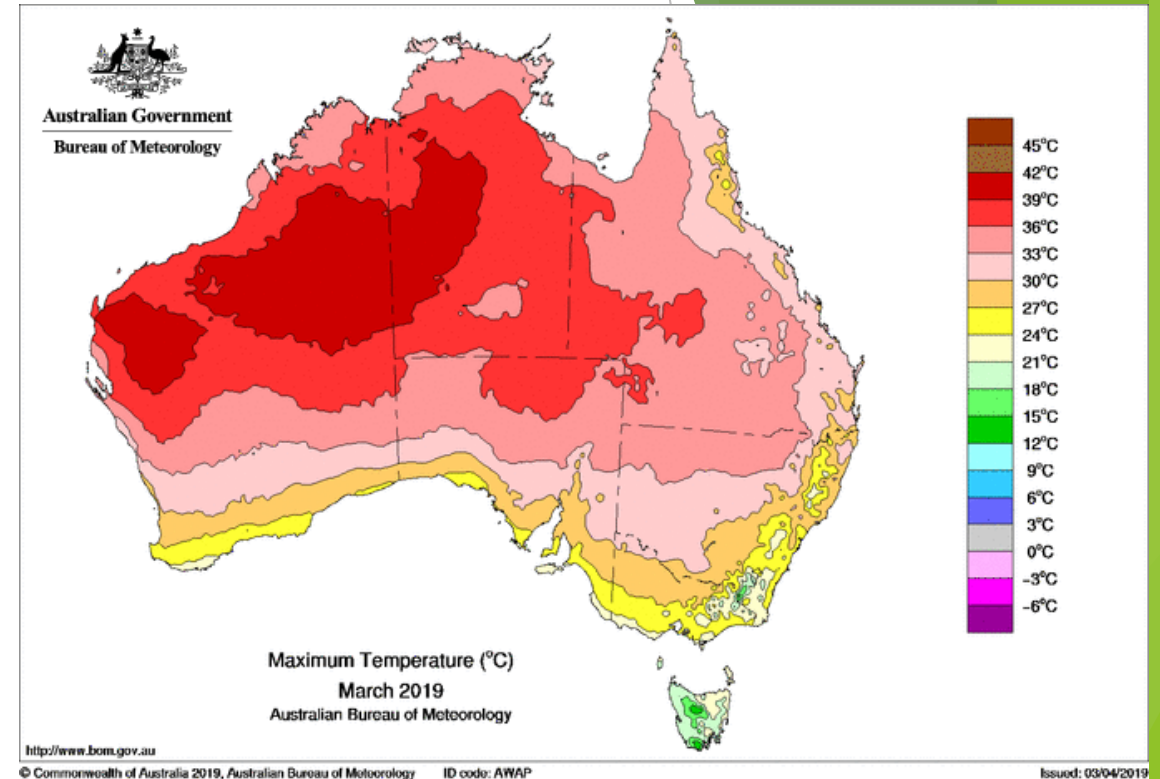 Australian Government
Bureau of Meteorology
45°C
42°C
39°C
36°C
33°C
30°C
27°C
24°C
21°C
18°C
15°C
12°C
9°C
6°C
3°C
0°C
-3°C
-6°C
Maximum Temperature (°C)
March 2019
Australian Bureau of Meteorology
http://www.bom.gov.au
© Commonwealth of Australia 2019, Australian Bureau of Meteorology ID code: AWAP Issued: 03/04/2019